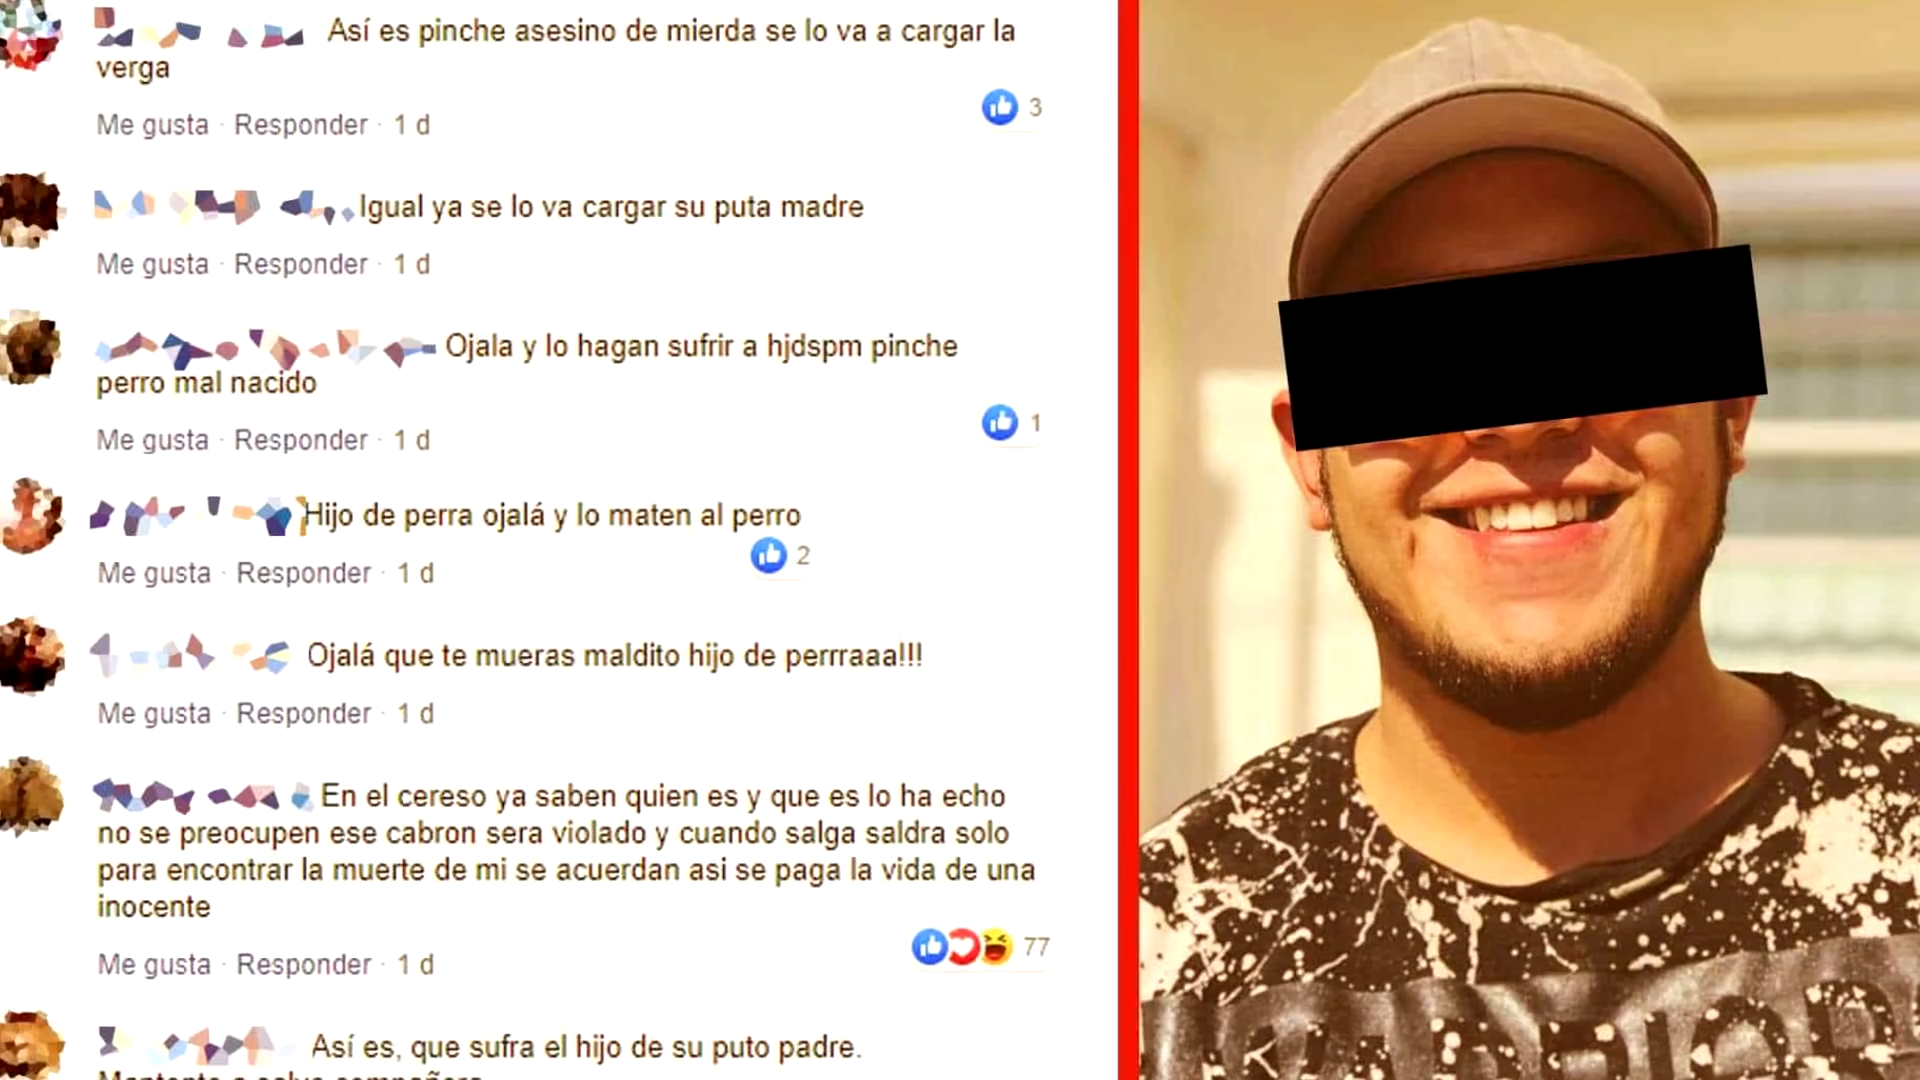 Así es pinche asesino de mierda se lo va a cargar la
verga
3
Me gusta · Responder · 1 d
Igual ya se lo va cargar su puta madre
Me gusta · Responder · 1 d
Ojala y lo hagan sufrir a hjdspm pinche
perro mal nacido
1
Me gusta · Responder · 1 d
Hijo de perra ojalá y lo maten al perro
2
Me gusta · Responder · 1 d
Ojalá que te mueras maldito hijo de perrraaa!!!
Me gusta · Responder · 1 d
En el cereso ya saben quien es y que es lo ha echo
no se preocupen ese cabron sera violado y cuando salga saldra solo
para encontrar la muerte de mi se acuerdan asi se paga la vida de una
inocente
77
Me gusta · Responder · 1 d
Así es, que sufra el hijo de su puto padre.